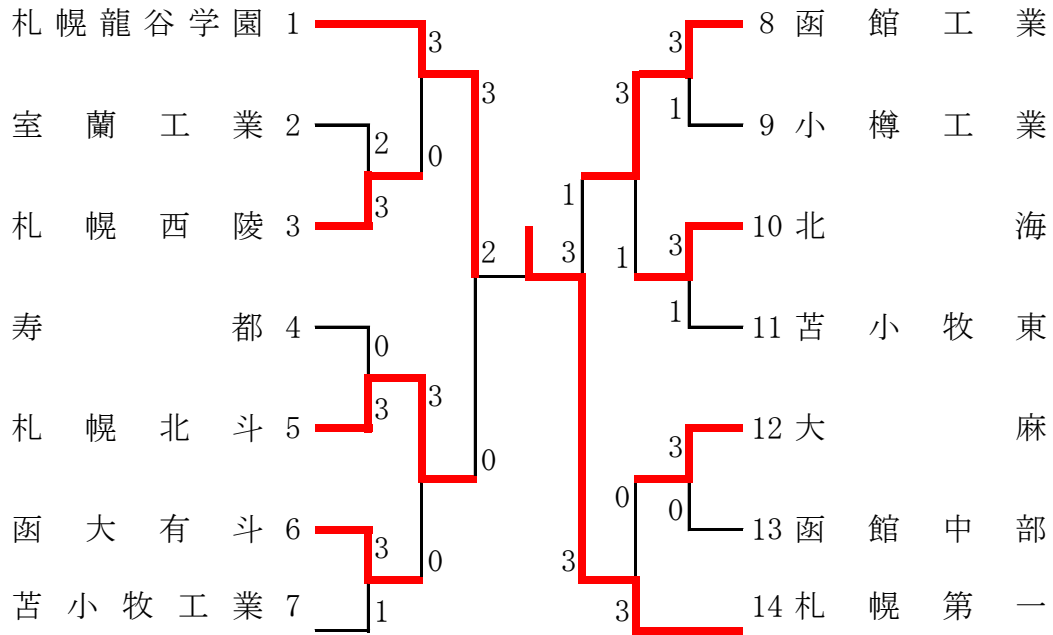 札幌龍谷学園 1
3
3
室蘭工業 2
2
0
札幌西陵 3
3
2
寿都 4
0
札幌北斗 5
3
3
0
函大有斗 6
3
0
苫小牧工業 7
1
8 函館工業
3
3
1
9 小樽工業
1
3
1
10 北海
3
1
11 苫小牧東
12 大麻
3
0
0
13 函館中部
3
3
14 札幌第一